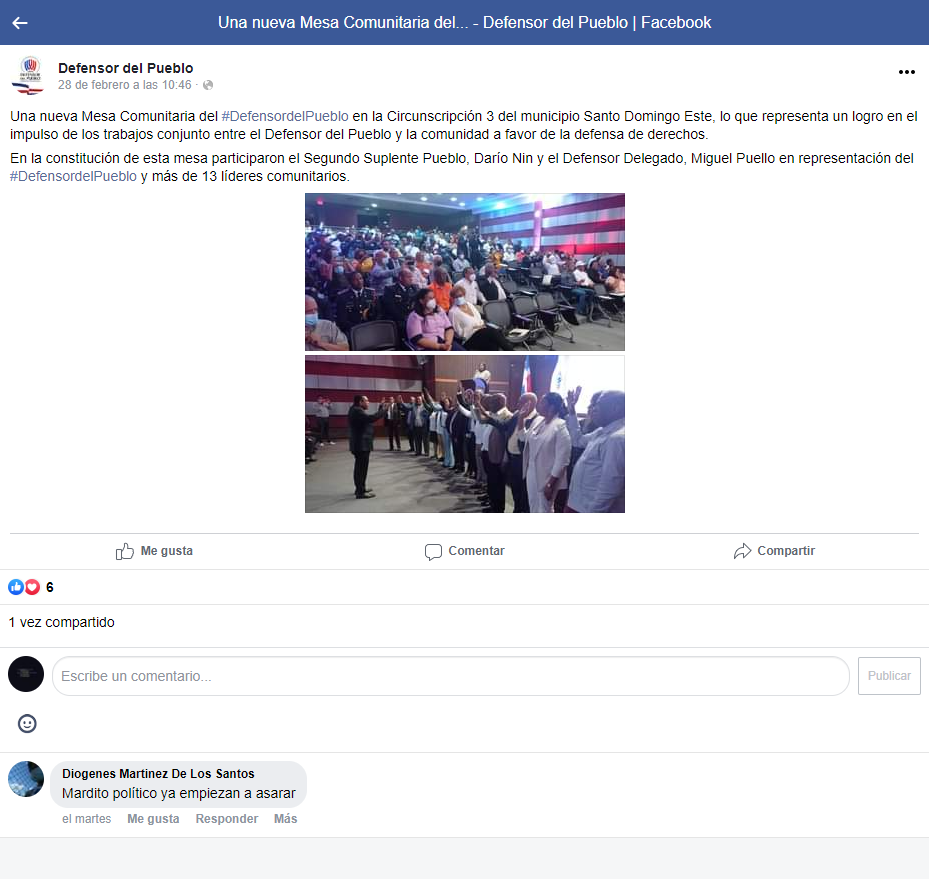 Una nueva Mesa Comunitaria del... - Defensor del Pueblo | Facebook
Defensor del Pueblo
28 de febrero a las 10:46 ·
Una nueva Mesa Comunitaria del #DefensordelPueblo en la Circunscripción 3 del municipio Santo Domingo Este, lo que representa un logro en el
impulso de los trabajos conjunto entre el Defensor del Pueblo y la comunidad a favor de la defensa de derechos.
En la constitución de esta mesa participaron el Segundo Suplente Pueblo, Darío Nin y el Defensor Delegado, Miguel Puello en representación del
#DefensordelPueblo y más de 13 líderes comunitarios.
Me gusta
Comentar
Compartir
6
1 vez compartido
Escribe un comentario...
Publicar
Diogenes Martinez De Los Santos
Mardito político ya empiezan a asarar
el martes Me gusta Responder Más